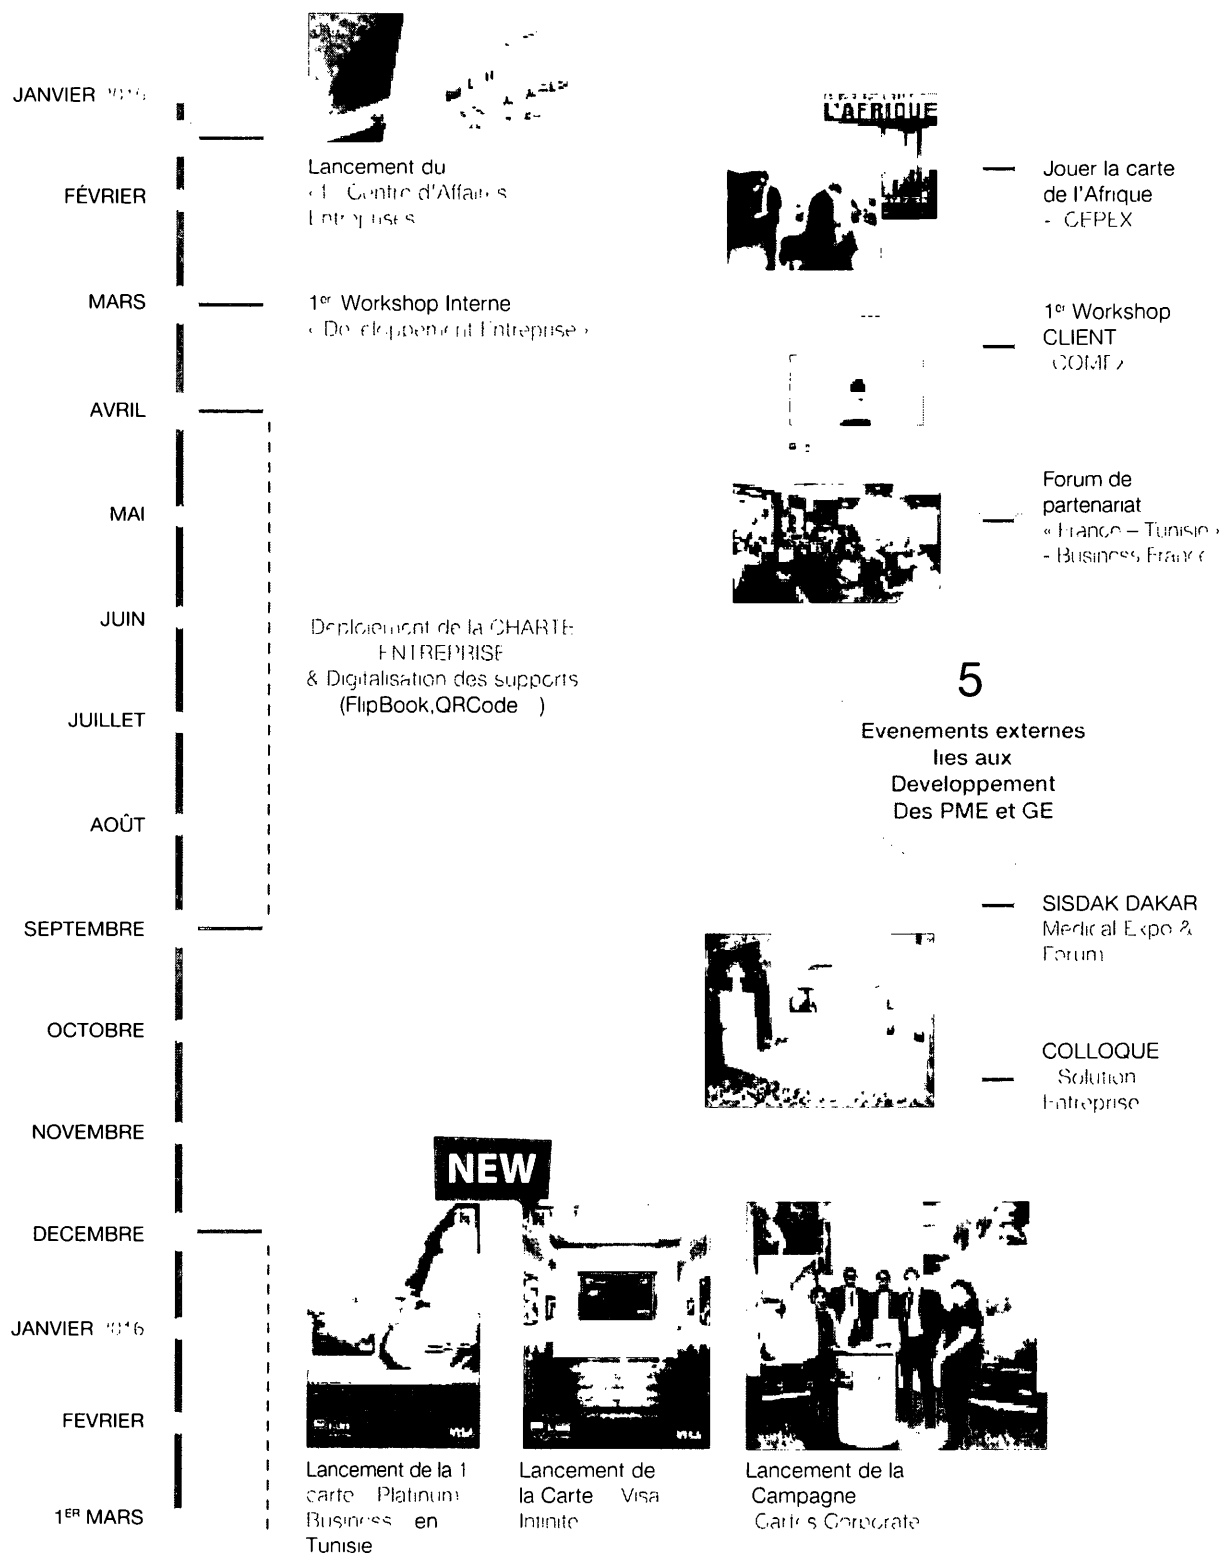 JANVIER
FÉVRIER
MARS
AVRIL
MAI
JUIN
JUILLET
AOÛT
SEPTEMBRE
OCTOBRE
NOVEMBRE
DECEMBRE
JANVIER 2016
FEVRIER
1ER MARS
Lancement du
Centre d'Affaires
Entreprises
1er Workshop Interne
« Developpement Entreprise »
Deploiement de la CHARTE
ENTREPRISE
& Digitalisation des supports
(FlipBook,QRCode )
L'AFRIQUE
Jouer la carte
de l'Afrique
- CEPEX
1er Workshop
CLIENT
Forum de
partenariat
« France – Tunisie »
- Business France
5
Evenements externes
lies aux
Developpement
Des PME et GE
SISDAK DAKAR
Medical Expo &
Forum
COLLOQUE
Solution
Entreprise
NEW
Lancement de la 1
carte Platinum
Business en
Tunisie
Lancement de
la Carte Visa
Infinite
Lancement de la
Campagne
Cartes Corporate